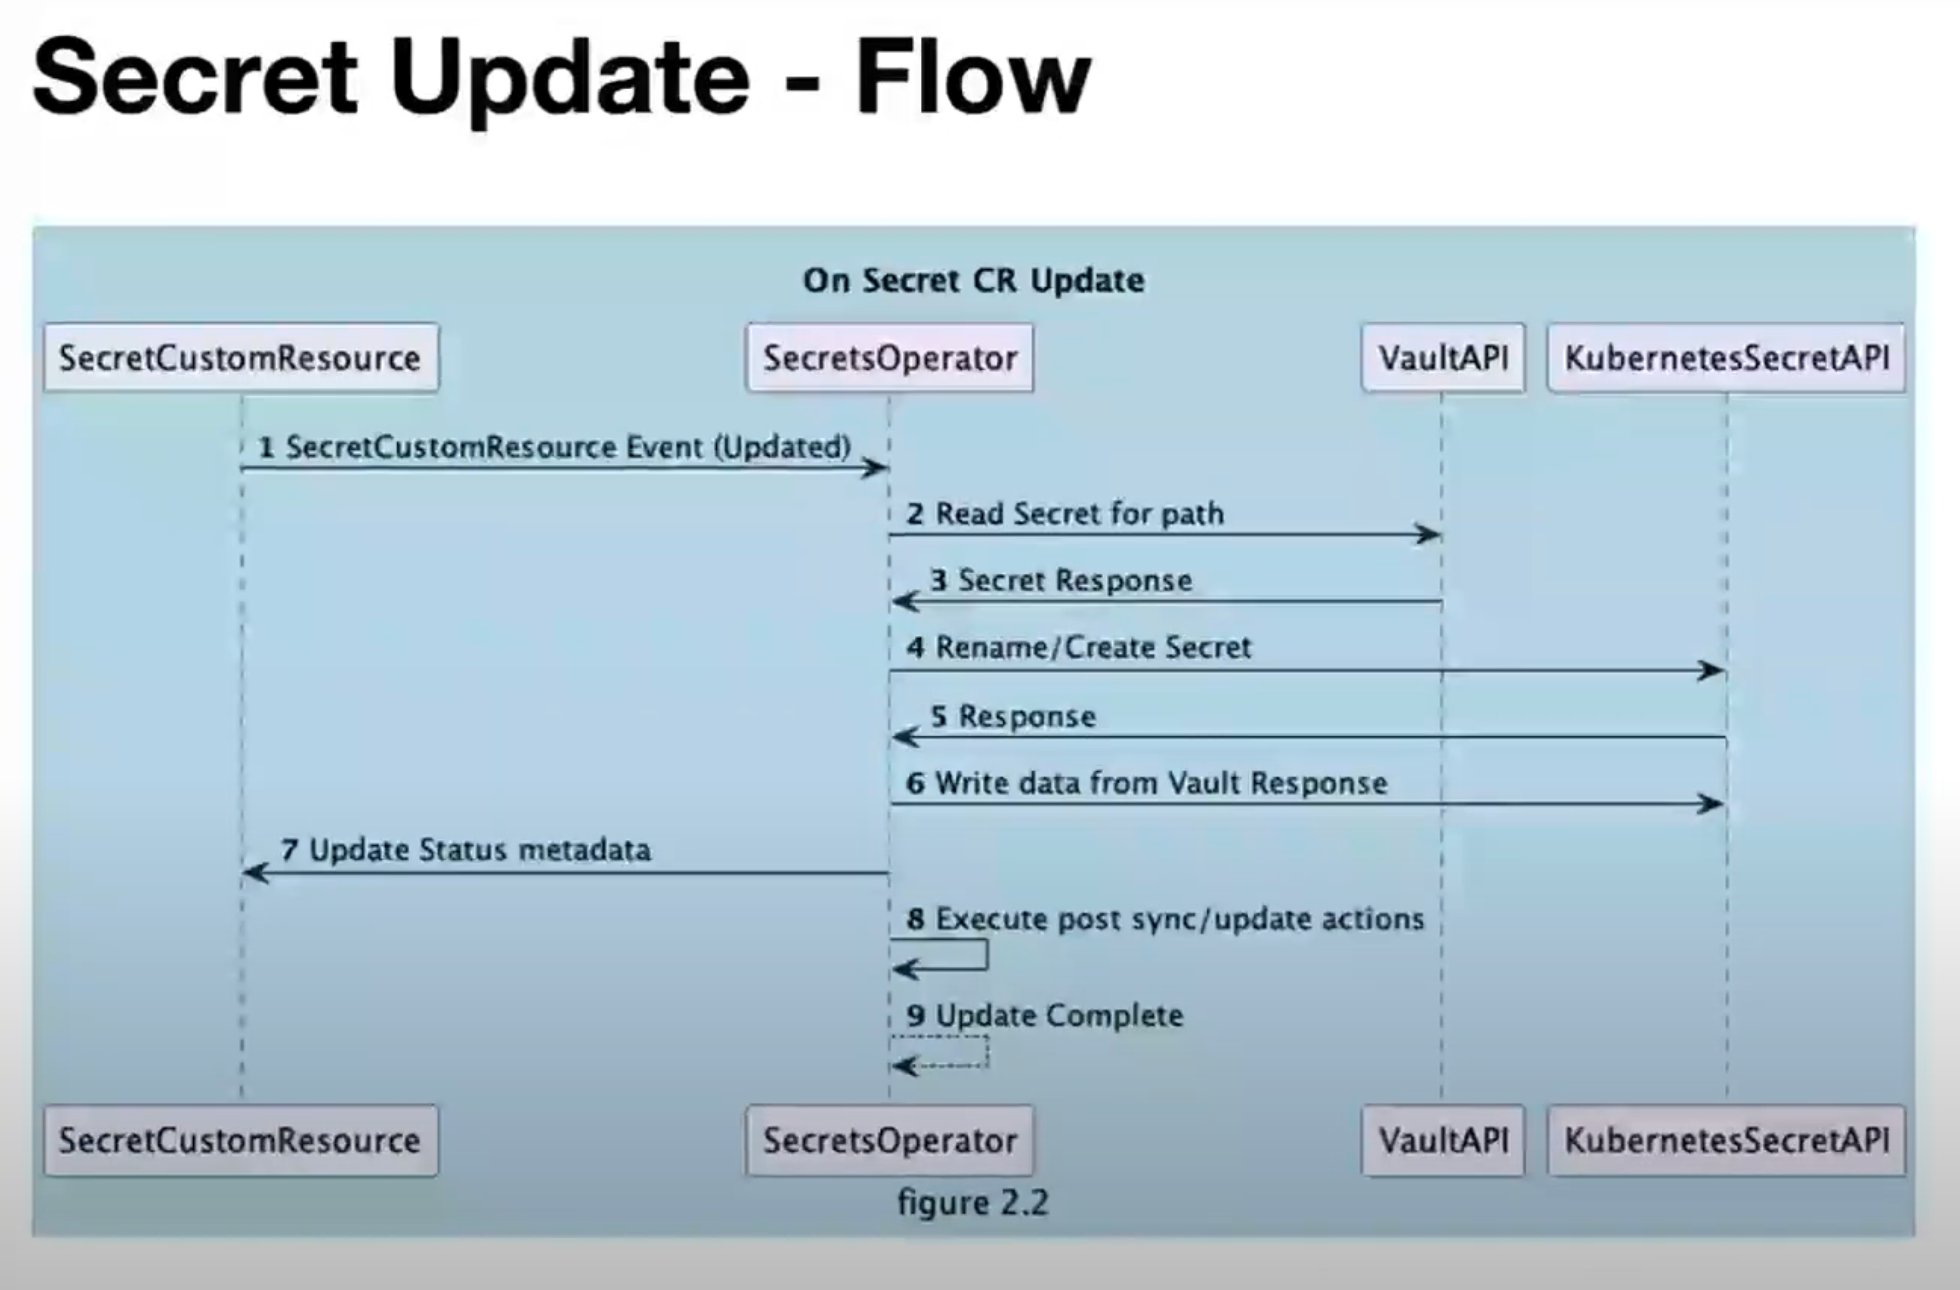 Secret Update - Flow
On Secret CR Update
SecretCustomResource
SecretsOperator
VaultAPI
KubernetesSecretAPI
1 SecretCustomResource Event (Updated)
2 Read Secret for path
3 Secret Response
4 Rename/Create Secret
5 Response
6 Write data from Vault Response
7 Update Status metadata
8 Execute post sync/update actions
9 Update Complete
SecretCustomResource
SecretsOperator
VaultAPI
KubernetesSecretAPI
figure 2.2